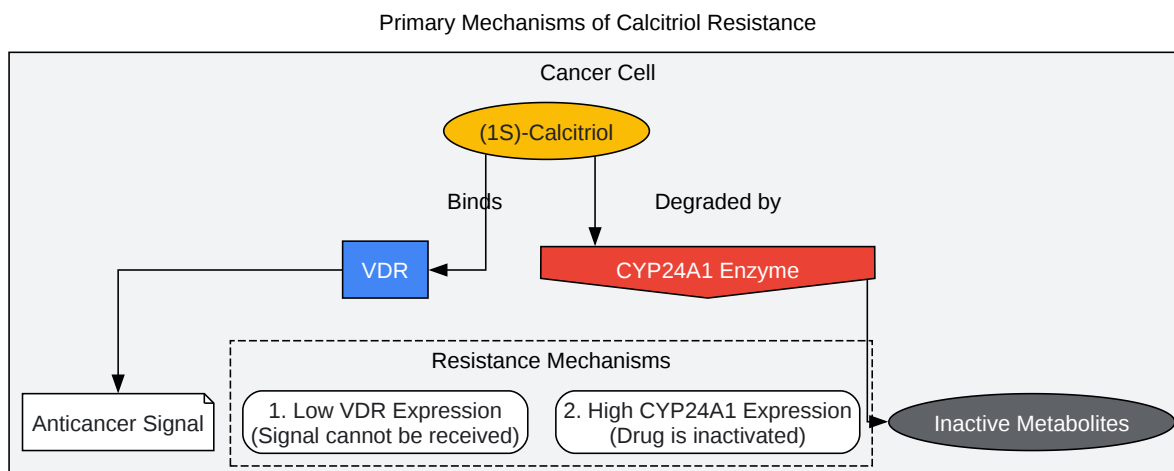 Primary Mechanisms of Calcitriol Resistance
Cancer Cell
(1S)-Calcitriol
Binds
Degraded by
VDR
CYP24A1 Enzyme
Resistance Mechanisms
Anticancer Signal
1. Low VDR Expression
(Signal cannot be received)
2. High CYP24A1 Expression
(Drug is inactivated)
Inactive Metabolites